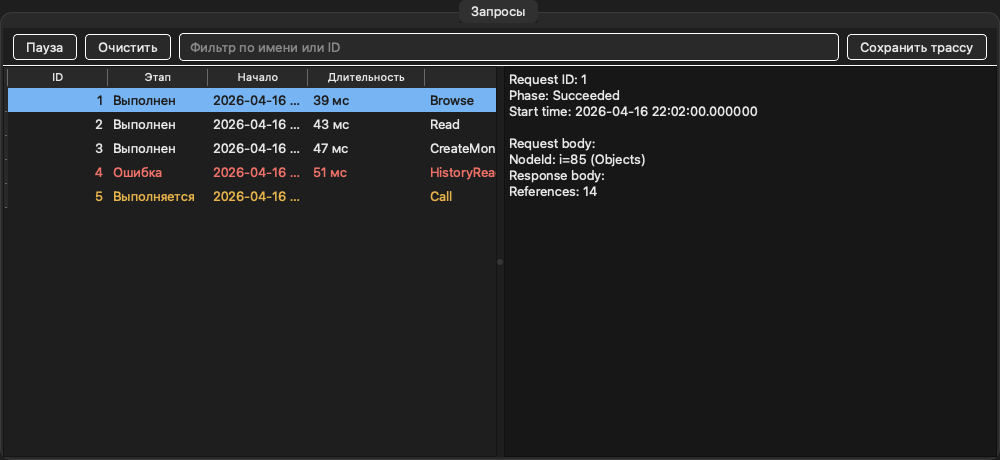 Запросы
Пауза Очистить Фильтр по имени или ID Сохранить трассу
ID Этап Начало Длительность
1 Выполнен 2026-04-16 ... 39 мс Browse
2 Выполнен 2026-04-16 ... 43 мс Read
3 Выполнен 2026-04-16 ... 47 мс CreateMon
4 Ошибка 2026-04-16 ... 51 мс HistoryRea
5 Выполняется 2026-04-16 ... Call
Request ID: 1
Phase: Succeeded
Start time: 2026-04-16 22:02:00.000000
Request body:
NodeId: i=85 (Objects)
Response body:
References: 14